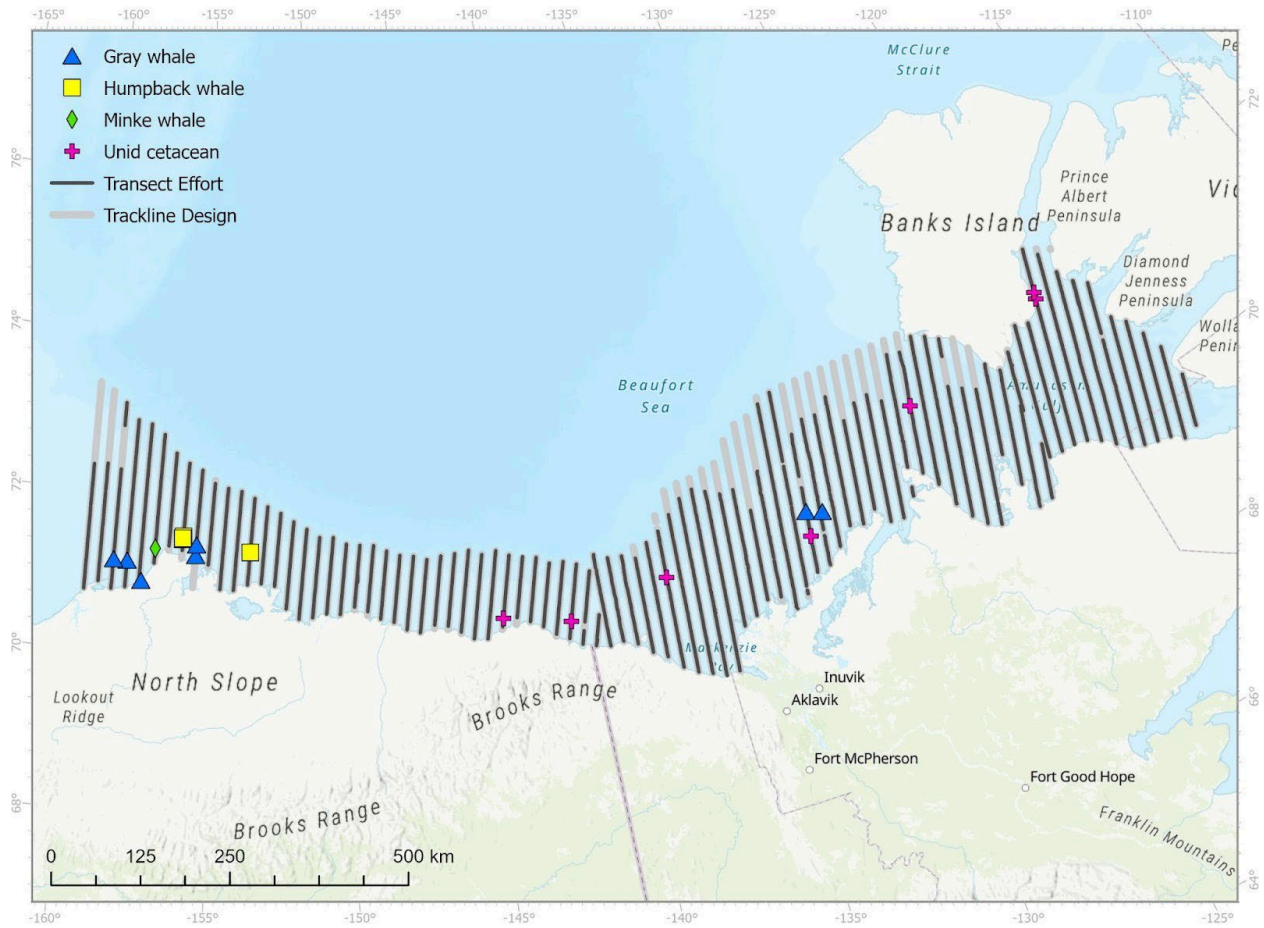 -165° -160° -155° -150° -145° -140° -135° -130° -125° -120° -115° -110°
Gray whale
Humpback whale
Minke whale
Unid cetacean
Transect Effort
Trackline Design
McClure
Strait
72°
76°
Prince
Albert
Peninsula
Banks Island
Diamond
Jenness
Peninsula
74°
70°
Beaufort
Sea
72°
68°
70°
North Slope
Lookout
Ridge
Brooks Range
Inuvik
Aklavik
66°
Fort McPherson
Fort Good Hope
68°
Brooks Range
Franklin Mountains
0 125 250 500 km
64°
-160° -155° -150° -145° -140° -135° -130° -125°